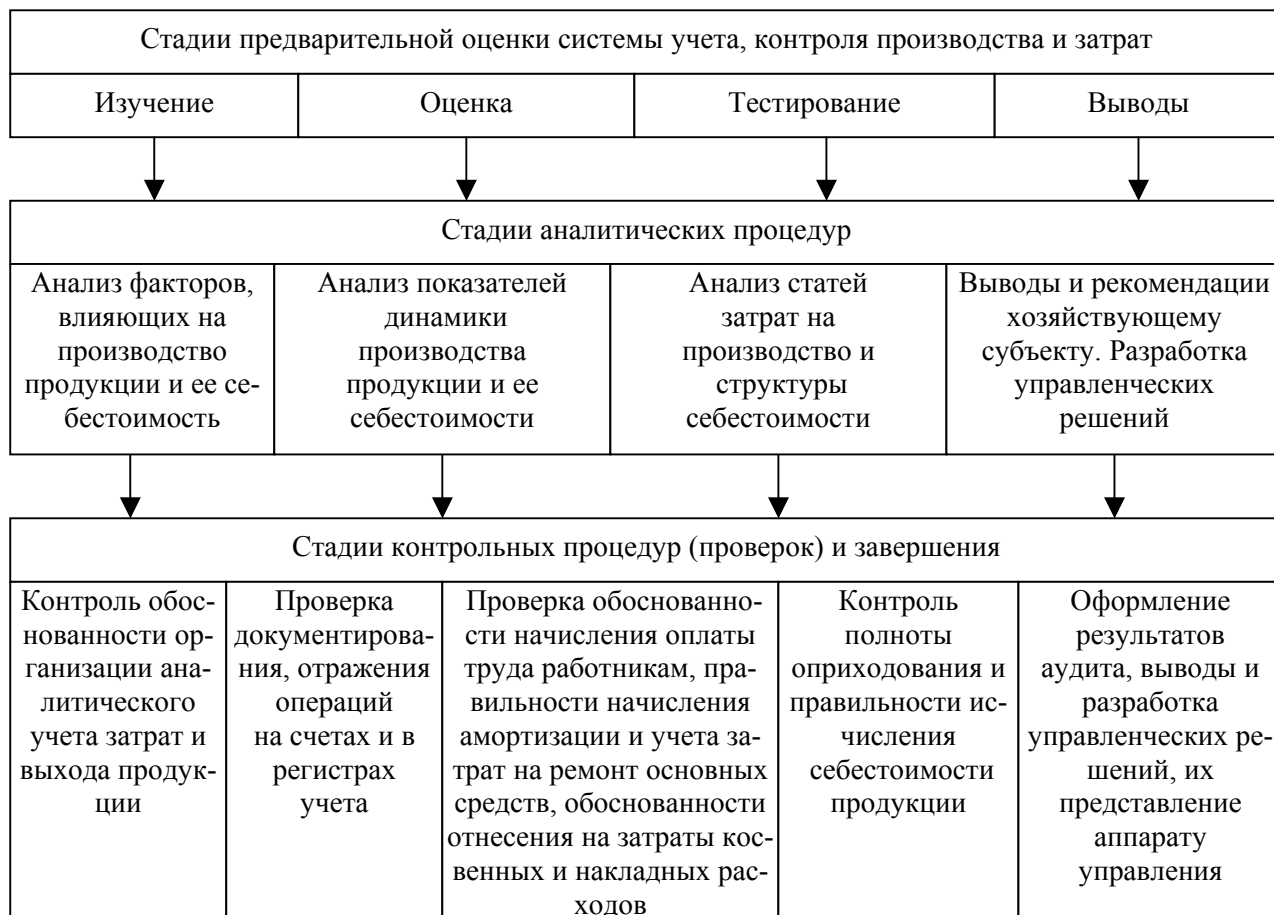 Стадии предварительной оценки системы учета, контроля производства и затрат
Изучение
Оценка
Тестирование
Выводы
Стадии аналитических процедур
Анализ факторов,
влияющих на
производство
продукции и ее се-
бестоимость
Анализ показателей
динамики
производства
продукции и ее
себестоимости
Анализ статей
затрат на
производство и
структуры
себестоимости
Выводы и рекомендации
хозяйствующему
субъекту. Разработка
управленческих
решений
Стадии контрольных процедур (проверок) и завершения
Контроль обос-
нованности ор-
ганизации ана-
литического
учета затрат и
выхода продук-
ции
Проверка
документирова-
ния, отражения
операций
на счетах и в
регистрах
учета
Проверка обоснованно-
сти начисления оплаты
труда работникам, пра-
вильности начисления
амортизации и учета за-
трат на ремонт основных
средств, обоснованности
отнесения на затраты кос-
венных и накладных рас-
ходов
Контроль
полноты
оприходования и
правильности ис-
числения
себестоимости
продукции
Оформление
результатов
аудита, выводы и
разработка
управленческих ре-
шений, их
представление
аппарату
управления